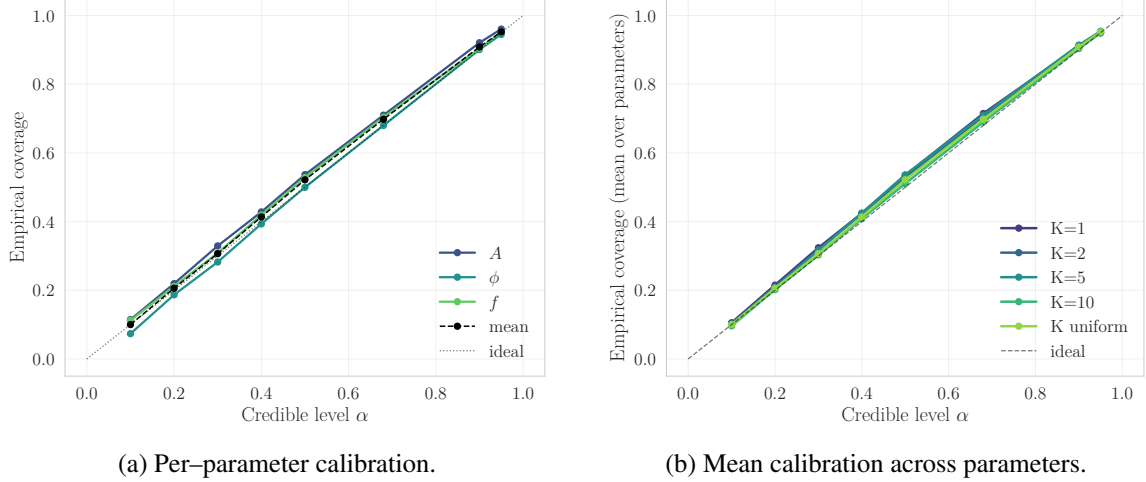 1.0
0.8
0.6
0.4
0.2
0.0
Empirical coverage
0.0 0.2 0.4 0.6 0.8 1.0
Credible level α
A
ϕ
f
mean
ideal
(a) Per–parameter calibration.
1.0
0.8
0.6
0.4
0.2
0.0
Empirical coverage (mean over parameters)
0.0 0.2 0.4 0.6 0.8 1.0
Credible level α
K=1
K=2
K=5
K=10
K uniform
ideal
(b) Mean calibration across parameters.